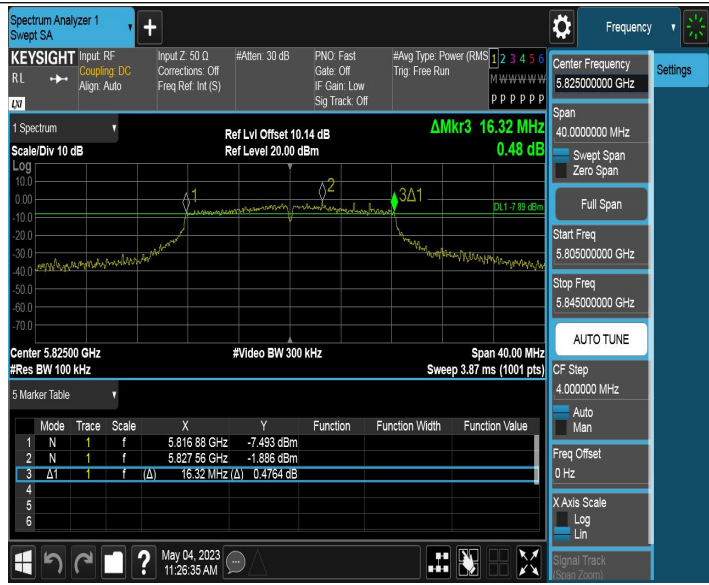 Spectrum Analyzer 1
Swept SA
Frequency
KEYSIGHT
RL
LXI
Input: RF
Coupling: DC
Align: Auto
Input Z: 50 Ω
Corrections: Off
Freq Ref: Int (S)
#Atten: 30 dB
PNO: Fast
Gate: Off
IF Gain: Low
Sig Track: Off
#Avg Type: Power (RMS
Trig: Free Run
1 2 3 4 5 6
M W W W W W
P P P P P P
1 Spectrum
Scale/Div 10 dB
Ref Lvl Offset 10.14 dB
Ref Level 20.00 dBm
ΔMkr3 16.32 MHz
0.48 dB
Log
10.0
0.00
-10.0
-20.0
-30.0
-40.0
-50.0
-60.0
-70.0
1
2
3Δ1
DL1 -7.89 dBm
Center 5.82500 GHz
#Video BW 300 kHz
Span 40.00 MHz
#Res BW 100 kHz
Sweep 3.87 ms (1001 pts)
5 Marker Table
Mode Trace Scale X Y Function Function Width Function Value
1 N 1 f 5.816 88 GHz -7.493 dBm
2 N 1 f 5.827 56 GHz -1.886 dBm
3 Δ1 1 f (Δ) 16.32 MHz (Δ) 0.4764 dB
4
5
6
May 04, 2023
11:26:35 AM
Center Frequency
5.825000000 GHz
Span
40.0000000 MHz
Swept Span
Zero Span
Full Span
Start Freq
5.805000000 GHz
Stop Freq
5.845000000 GHz
AUTO TUNE
CF Step
4.000000 MHz
Auto
Man
Freq Offset
0 Hz
X Axis Scale
Log
Lin
Signal Track
(Span Zoom)
Settings